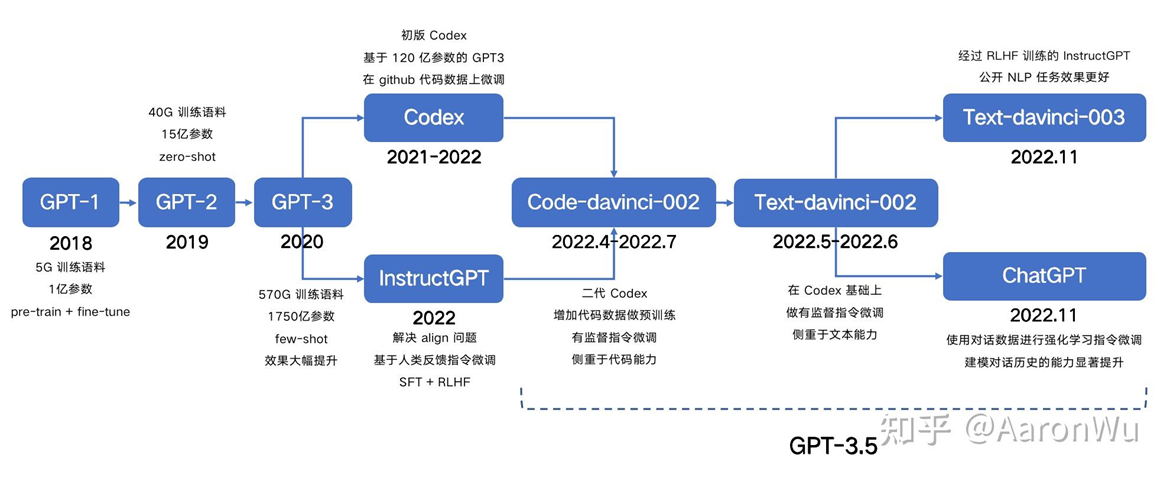 GPT-1
2018
5G 训练语料
1亿参数
pre-train + fine-tune
40G 训练语料
15亿参数
zero-shot
GPT-2
2019
GPT-3
2020
570G 训练语料
1750亿参数
few-shot
效果大幅提升
初版 Codex
基于 120 亿参数的 GPT3
在 github 代码数据上微调
Codex
2021-2022
InstructGPT
2022
解决 align 问题
基于人类反馈指令微调
SFT + RLHF
Code-davinci-002
2022.4-2022.7
二代 Codex
增加代码数据做预训练
有监督指令微调
侧重于代码能力
Text-davinci-002
2022.5-2022.6
在 Codex 基础上
做有监督指令微调
侧重于文本能力
经过 RLHF 训练的 InstructGPT
公开 NLP 任务效果更好
Text-davinci-003
2022.11
ChatGPT
2022.11
使用对话数据进行强化学习指令微调
建模对话历史的能力显著提升
GPT-3.5
知乎 @AaronWu